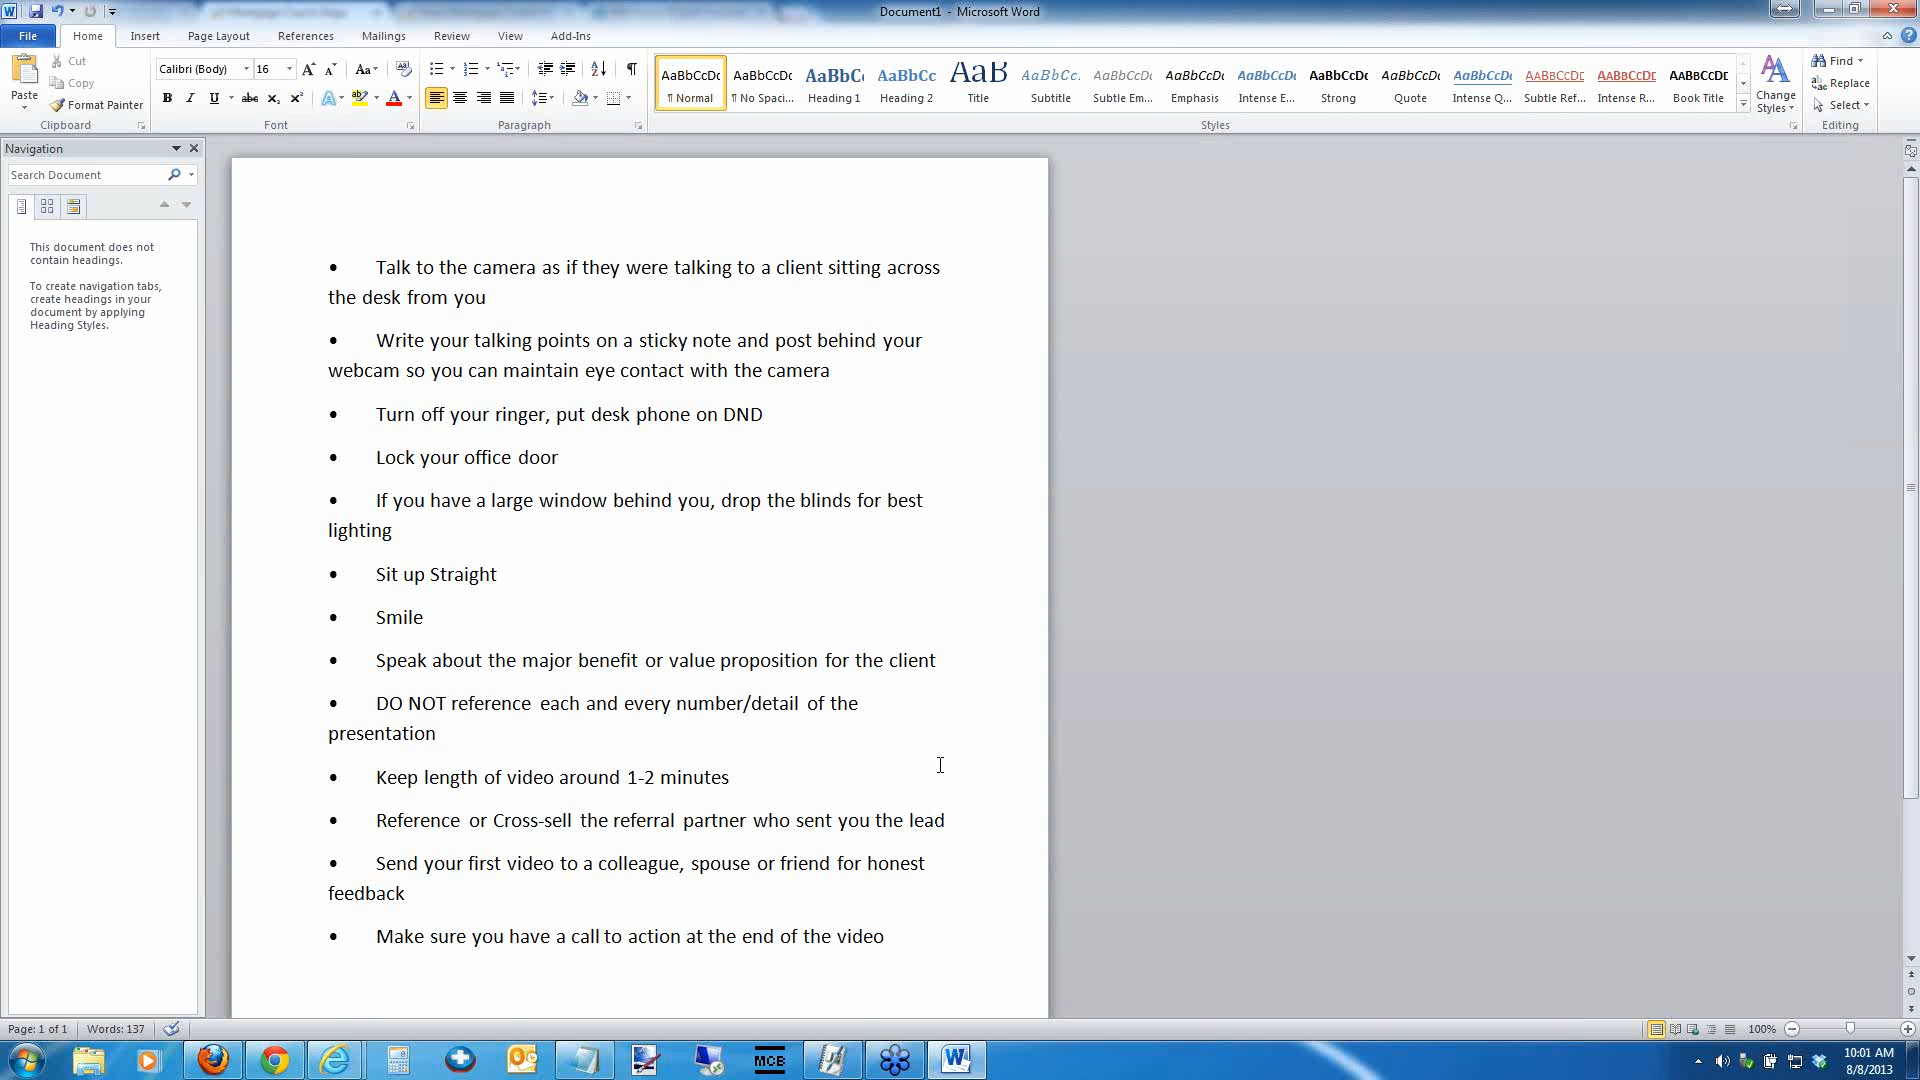 Document1 - Microsoft Word
File Home Insert Page Layout References Mailings Review View Add-Ins
Paste
Cut
Copy
Format Painter
Clipboard
Calibri (Body) 16
Font
Paragraph
AaBbCcDc AaBbCcDc AaBbC AaBbCc AaB AaBbCc. AaBbCcDc AaBbCcDc AaBbCcDc AaBbCcDc AaBbCcDc AaBbCcDc AABBCCDE AABBCCDE AABBCCDE
¶ Normal ¶ No Spaci... Heading 1 Heading 2 Title Subtitle Subtle Em... Emphasis Intense E... Strong Quote Intense Q... Subtle Ref... Intense R... Book Title
Styles
Change
Styles
Find
Replace
Select
Editing
Navigation
Search Document
This document does not
contain headings.
To create navigation tabs,
create headings in your
document by applying
Heading Styles.
• Talk to the camera as if they were talking to a client sitting across
the desk from you
• Write your talking points on a sticky note and post behind your
webcam so you can maintain eye contact with the camera
• Turn off your ringer, put desk phone on DND
• Lock your office door
• If you have a large window behind you, drop the blinds for best
lighting
• Sit up Straight
• Smile
• Speak about the major benefit or value proposition for the client
• DO NOT reference each and every number/detail of the
presentation
• Keep length of video around 1-2 minutes
• Reference or Cross-sell the referral partner who sent you the lead
• Send your first video to a colleague, spouse or friend for honest
feedback
• Make sure you have a call to action at the end of the video
Page: 1 of 1 Words: 137 100%
MCB
10:01 AM
8/8/2013